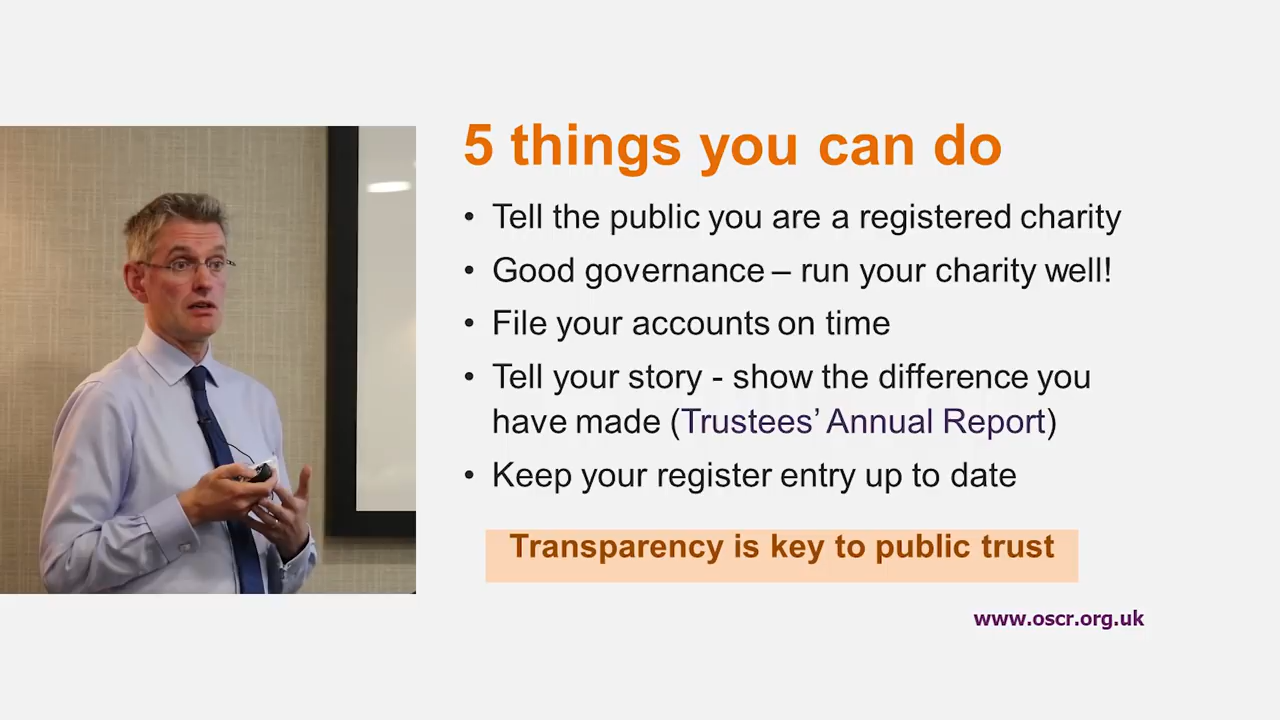 5 things you can do
• Tell the public you are a registered charity
• Good governance – run your charity well!
• File your accounts on time
• Tell your story - show the difference you
have made (Trustees’ Annual Report)
• Keep your register entry up to date
Transparency is key to public trust
www.oscr.org.uk